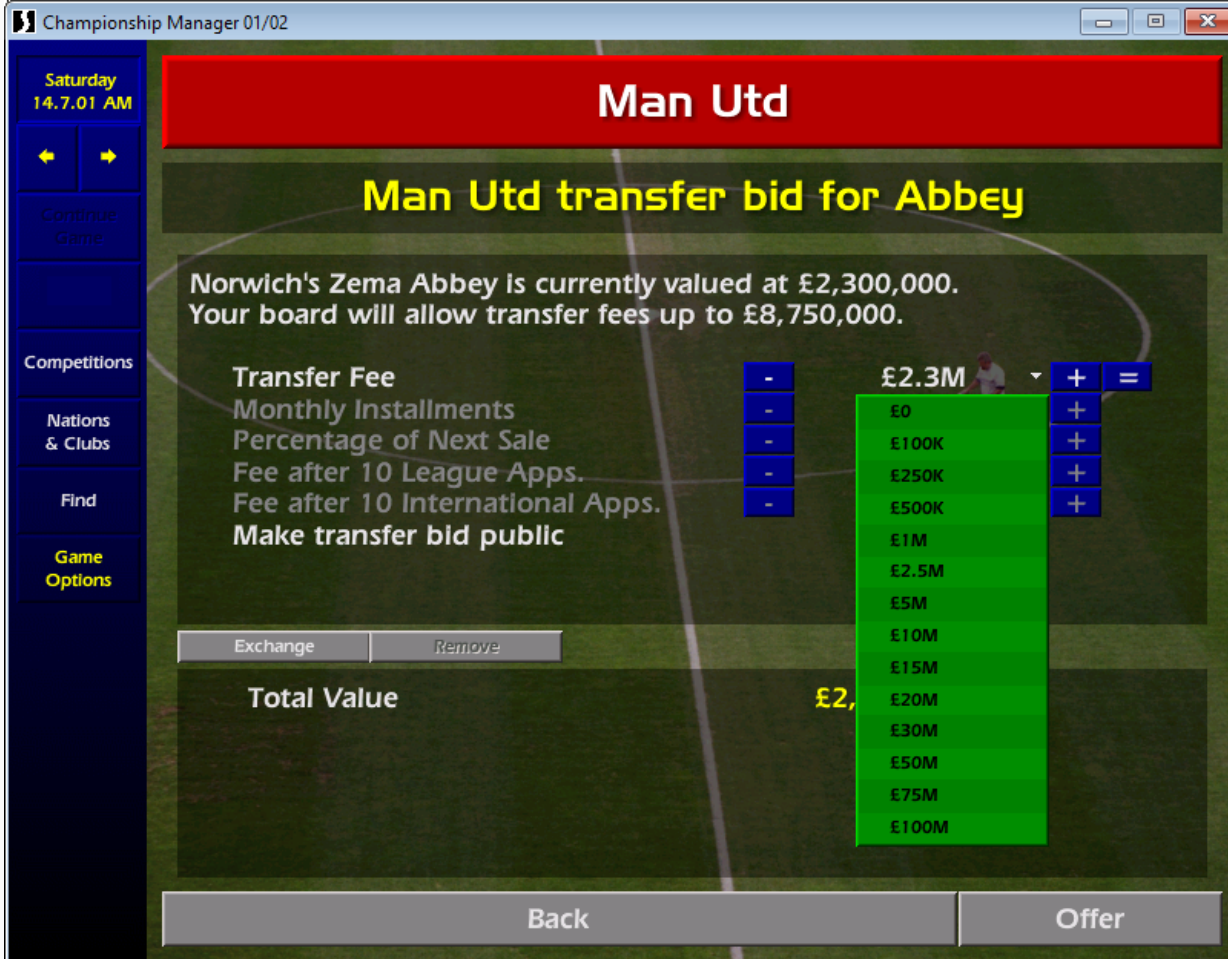 Championship Manager 01/02
Saturday
14.7.01 AM
Continue
Game
Competitions
Nations
& Clubs
Find
Game
Options
Man Utd
Man Utd transfer bid for Abbey
Norwich's Zema Abbey is currently valued at £2,300,000.
Your board will allow transfer fees up to £8,750,000.
Transfer Fee - £2.3M + =
Monthly Installments - +
Percentage of Next Sale - +
Fee after 10 League Apps. - +
Fee after 10 International Apps. - +
Make transfer bid public
£0
£100K
£250K
£500K
£1M
£2.5M
£5M
£10M
£15M
£20M
£30M
£50M
£75M
£100M
Exchange Remove
Total Value £2,
Back Offer